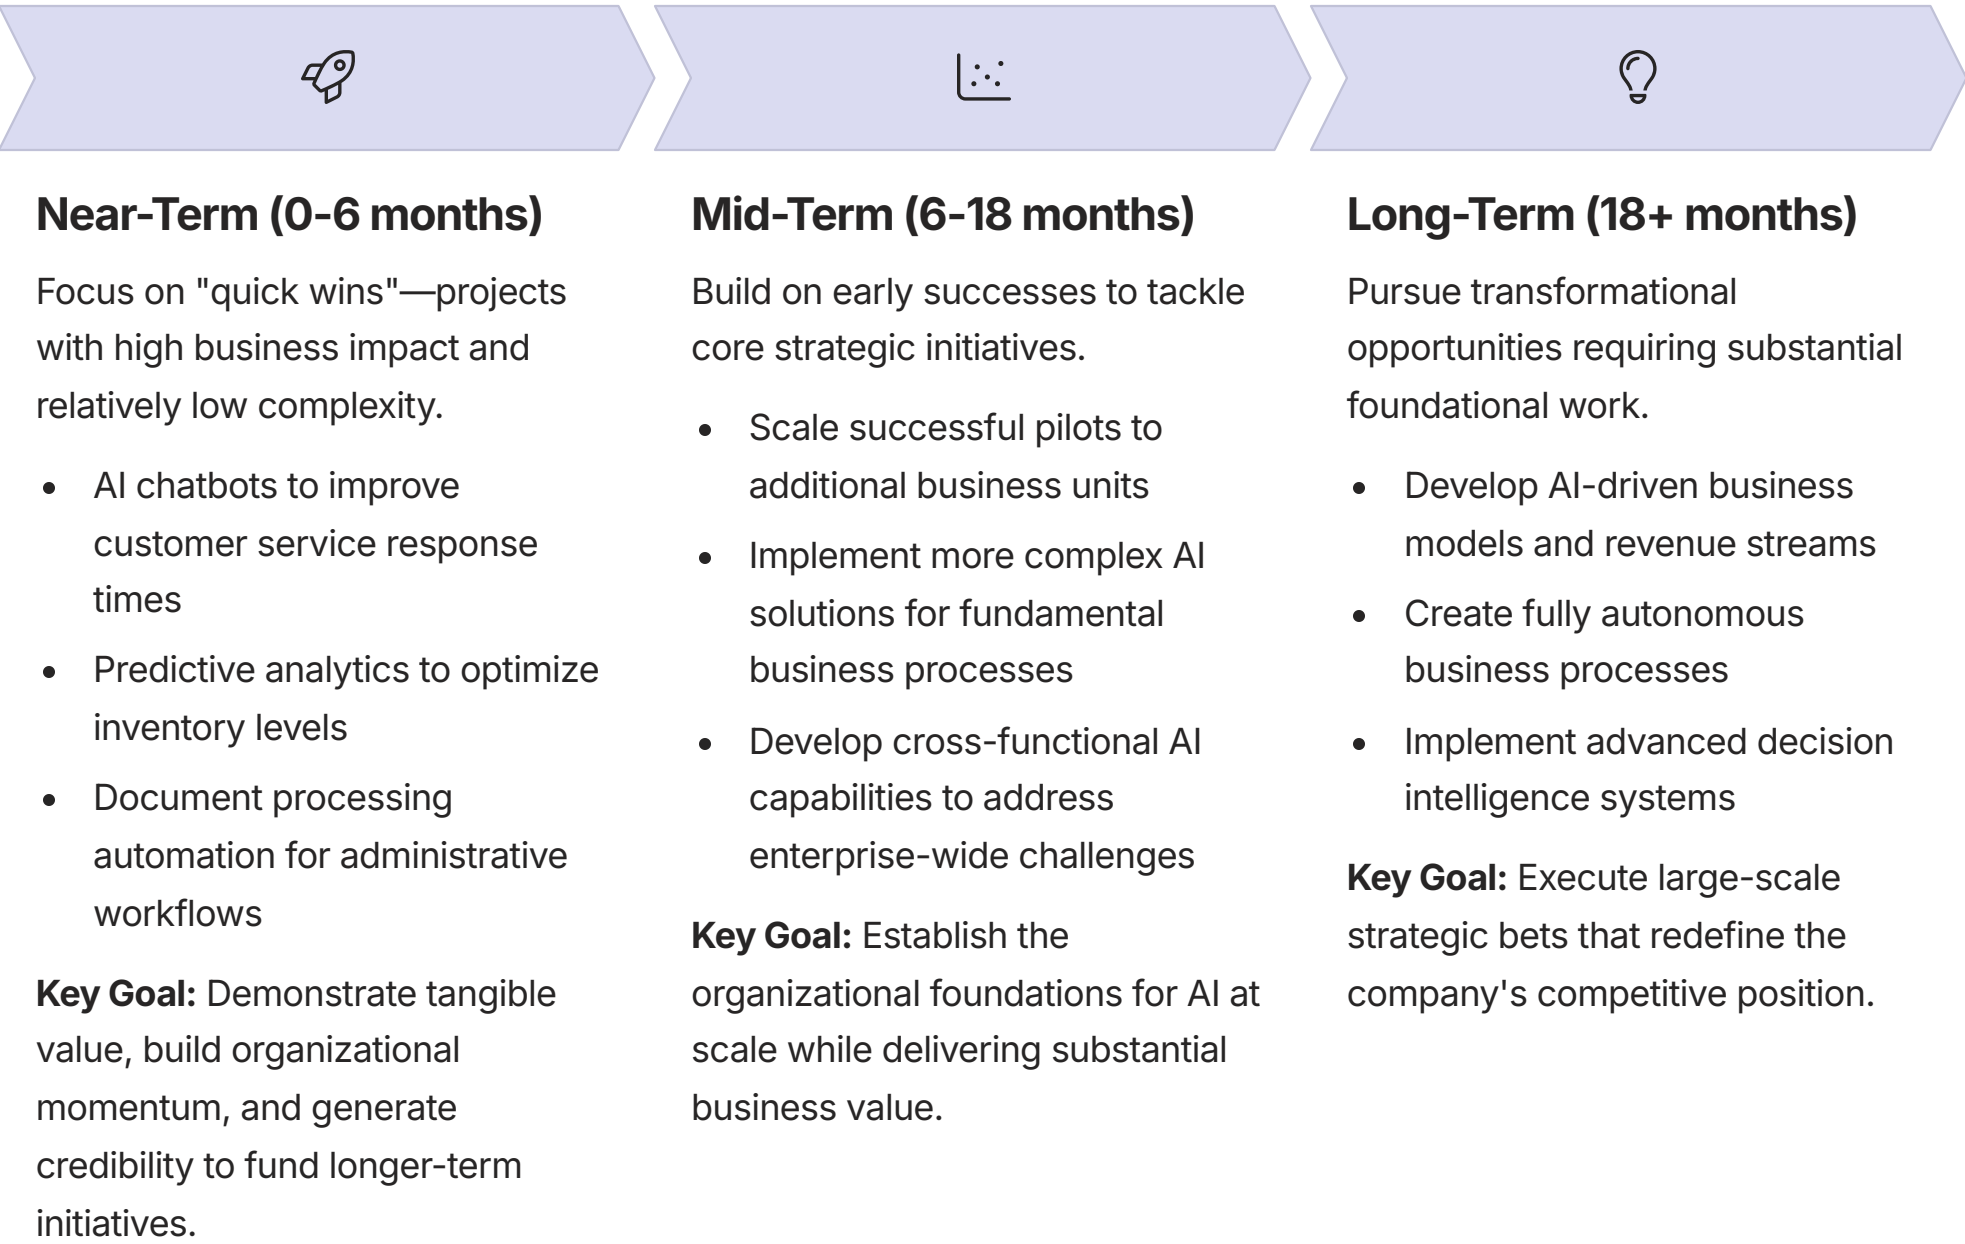 Near-Term (0-6 months)
Focus on "quick wins"—projects
with high business impact and
relatively low complexity.
• AI chatbots to improve
customer service response
times
• Predictive analytics to optimize
inventory levels
• Document processing
automation for administrative
workflows
Key Goal: Demonstrate tangible
value, build organizational
momentum, and generate
credibility to fund longer-term
initiatives.
Mid-Term (6-18 months)
Build on early successes to tackle
core strategic initiatives.
• Scale successful pilots to
additional business units
• Implement more complex AI
solutions for fundamental
business processes
• Develop cross-functional AI
capabilities to address
enterprise-wide challenges
Key Goal: Establish the
organizational foundations for AI at
scale while delivering substantial
business value.
Long-Term (18+ months)
Pursue transformational
opportunities requiring substantial
foundational work.
• Develop AI-driven business
models and revenue streams
• Create fully autonomous
business processes
• Implement advanced decision
intelligence systems
Key Goal: Execute large-scale
strategic bets that redefine the
company's competitive position.